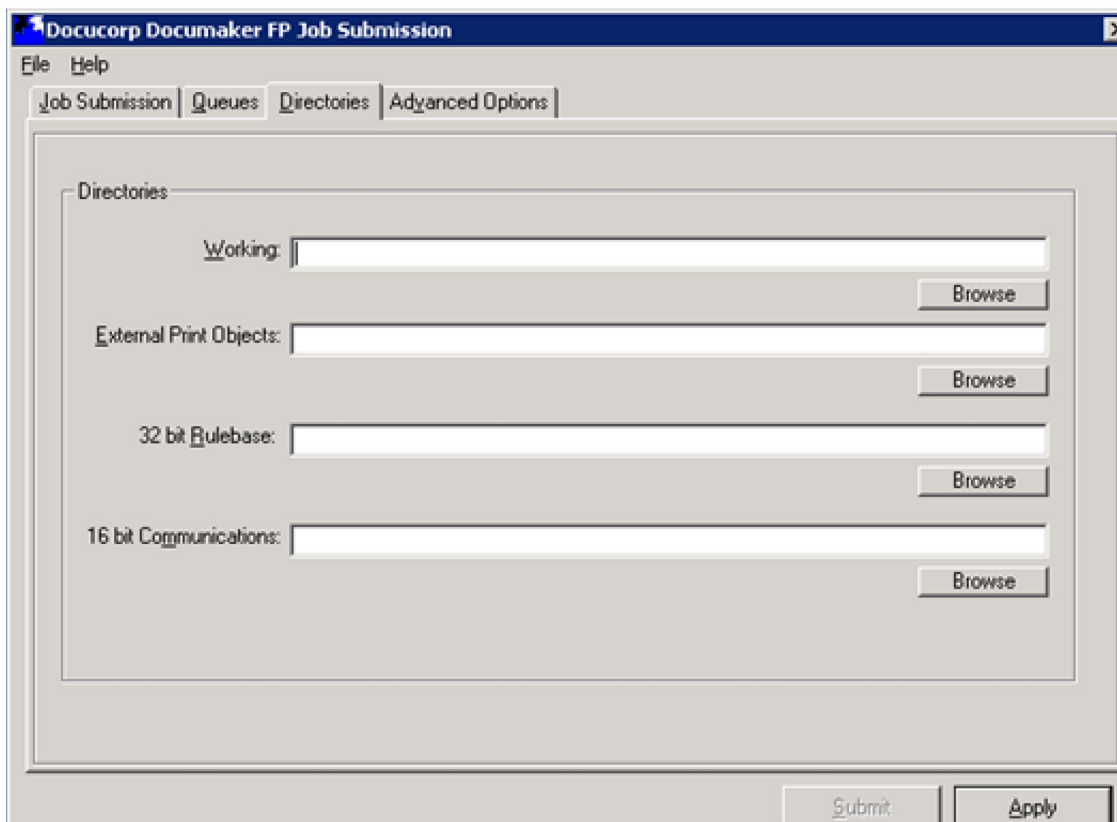 Docucorp Documaker FP Job Submission
File Help
Job Submission Queues Directories Advanced Options
Directories
Working:
Browse
External Print Objects:
Browse
32 bit Rulebase:
Browse
16 bit Communications:
Browse
Submit Apply